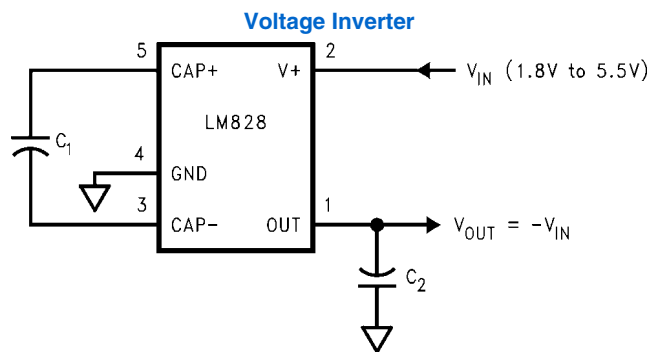 Voltage Inverter
5
2
CAP+
V+
V_IN (1.8V to 5.5V)
LM828
C_1
4
GND
3
1
CAP-
OUT
V_OUT = -V_IN
C_2